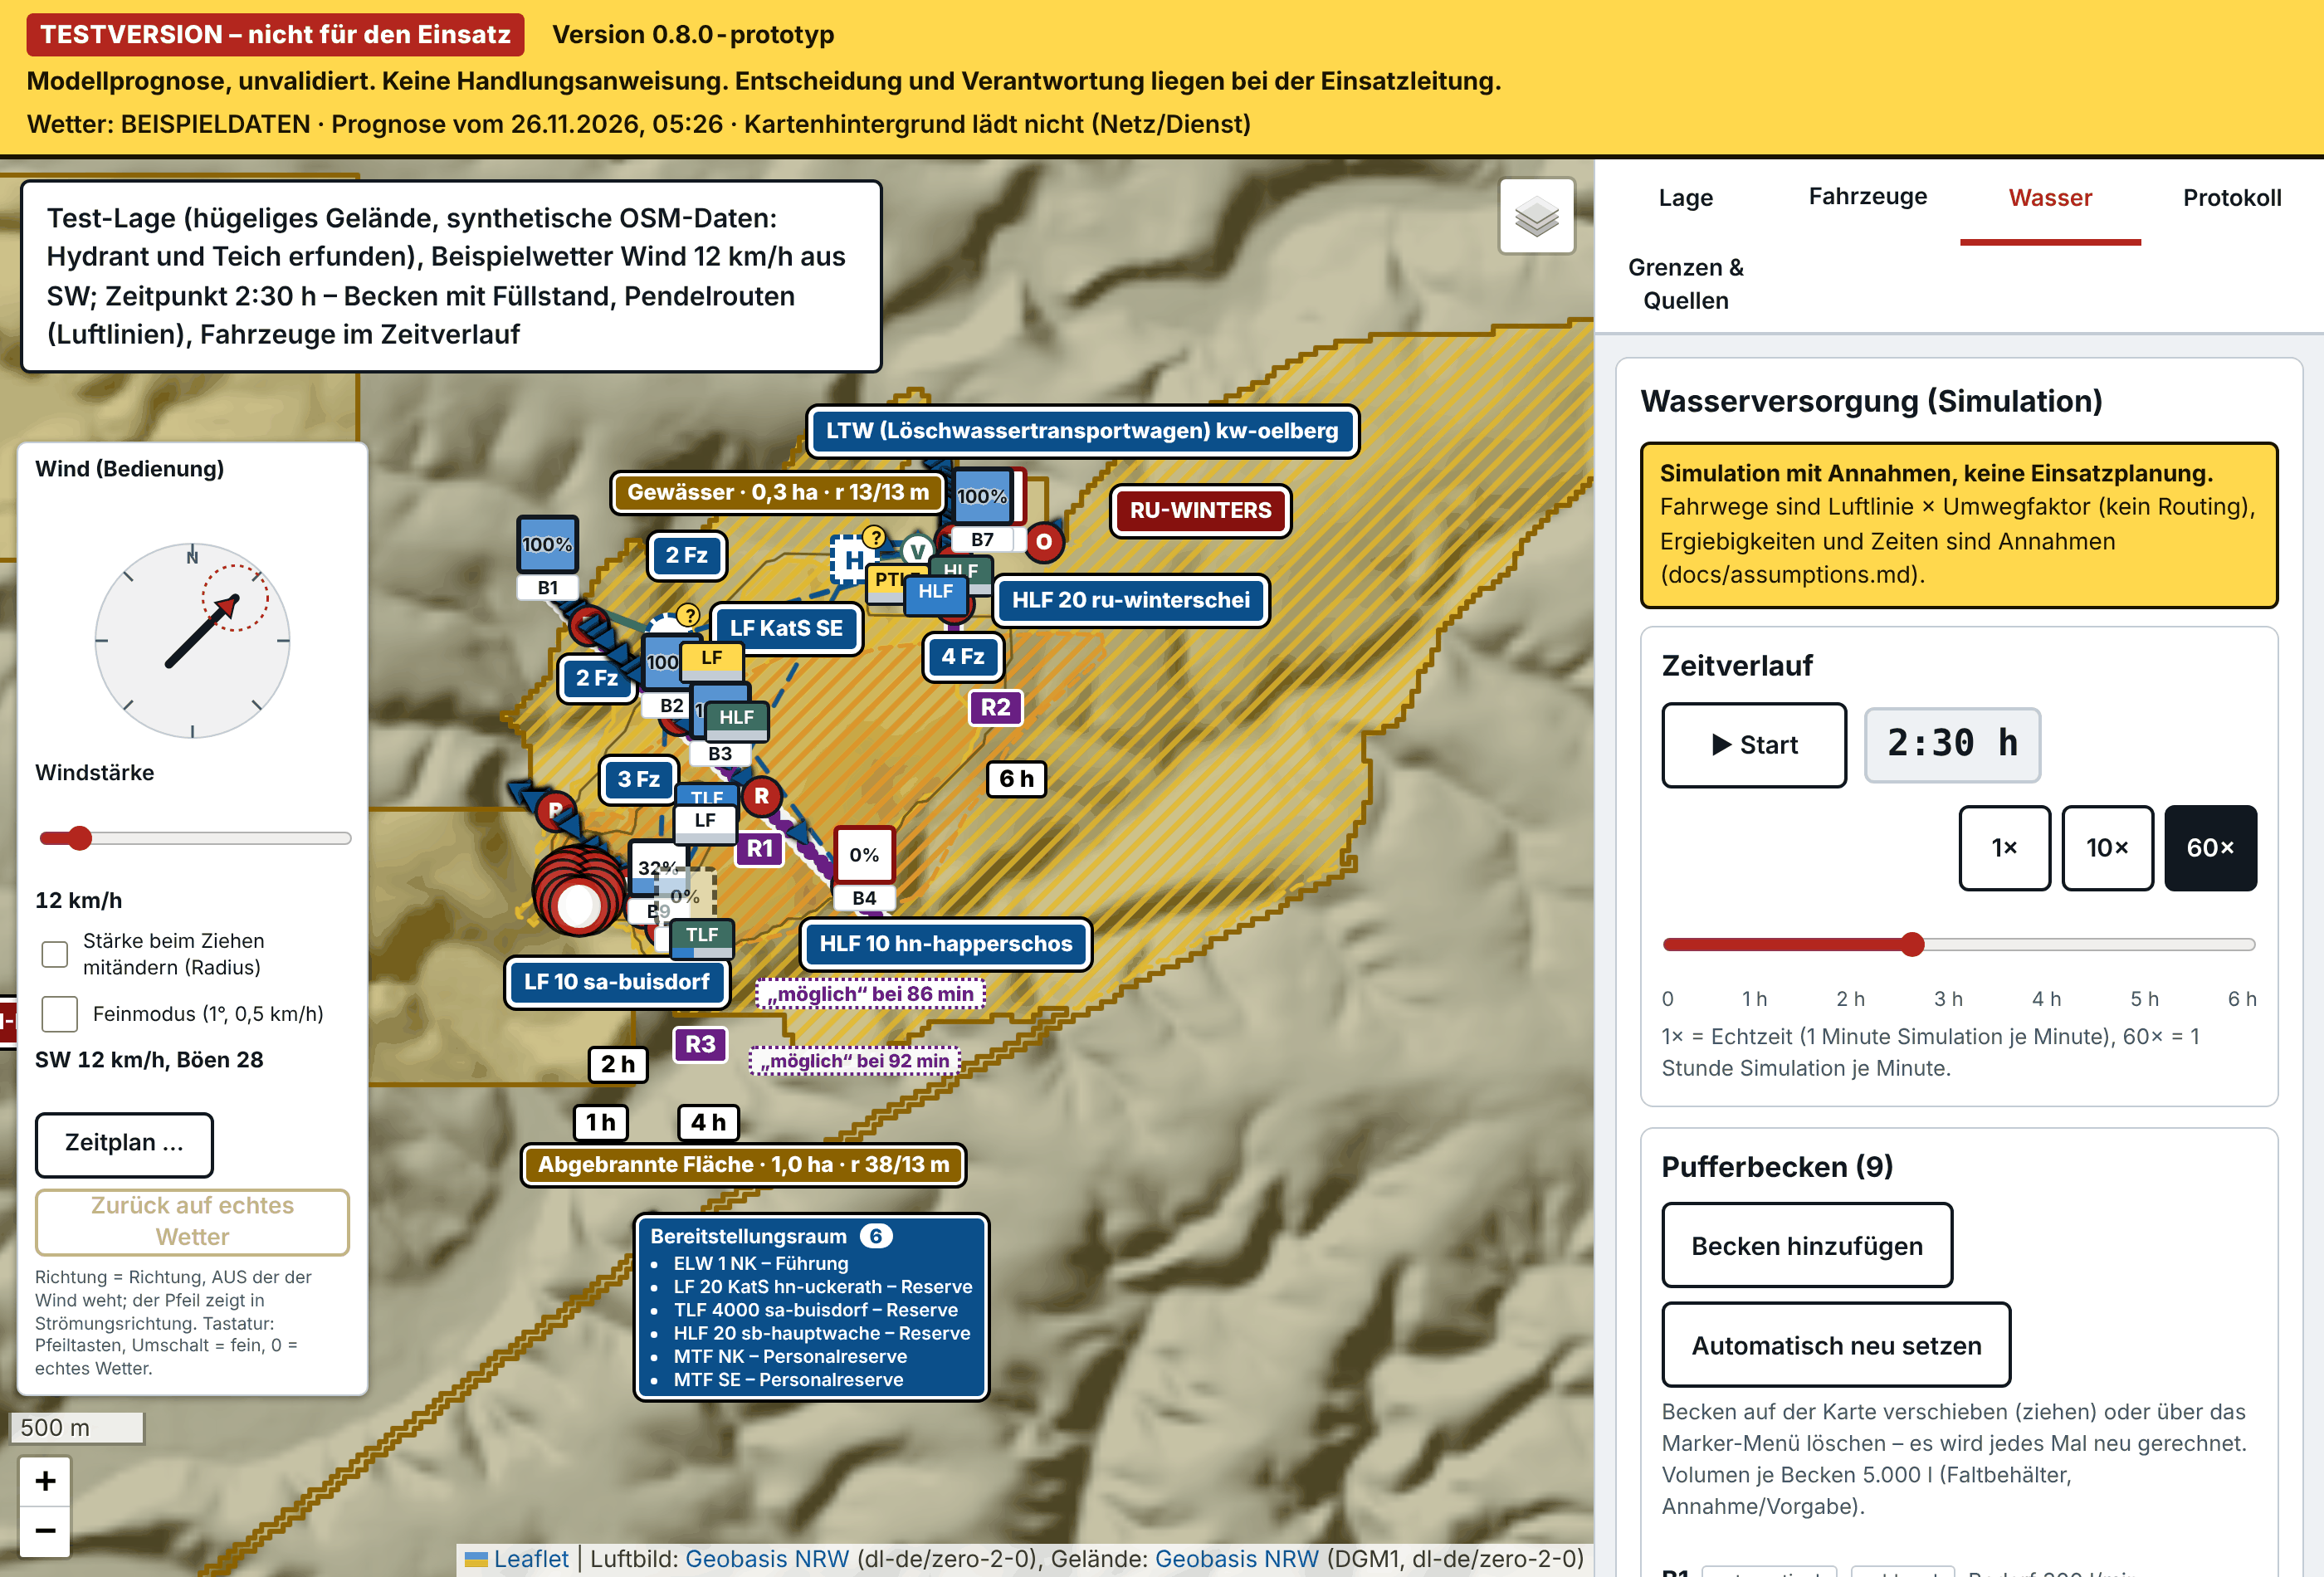 TESTVERSION – nicht für den Einsatz Version 0.8.0-prototyp
Modellprognose, unvalidiert. Keine Handlungsanweisung. Entscheidung und Verantwortung liegen bei der Einsatzleitung.
Wetter: BEISPIELDATEN · Prognose vom 26.11.2026, 05:26 · Kartenhintergrund lädt nicht (Netz/Dienst)
Test-Lage (hügeliges Gelände, synthetische OSM-Daten:
Hydrant und Teich erfunden), Beispielwetter Wind 12 km/h aus
SW; Zeitpunkt 2:30 h – Becken mit Füllstand, Pendelrouten
(Luftlinien), Fahrzeuge im Zeitverlauf
Wind (Bedienung)
N
Windstärke
12 km/h
Stärke beim Ziehen
mitändern (Radius)
Feinmodus (1°, 0,5 km/h)
SW 12 km/h, Böen 28
Zeitplan ...
Zurück auf echtes
Wetter
Richtung = Richtung, AUS der der
Wind weht; der Pfeil zeigt in
Strömungsrichtung. Tastatur:
Pfeiltasten, Umschalt = fein, 0 =
echtes Wetter.
500 m
+
−
LTW (Löschwassertransportwagen) kw-oelberg
Gewässer · 0,3 ha · r 13/13 m
100%
RU-WINTERS
100%
B7
O
B1
2 Fz
H
?
V
HLF
HLF
HLF 20 ru-winterschei
?
LF KatS SE
4 Fz
2 Fz
100
LF
B2
R2
HLF
B3
3 Fz
TLF
R
6 h
LF
R1
0%
B4
32%
0%
TLF
HLF 10 hn-happerschos
LF 10 sa-buisdorf
„möglich“ bei 86 min
R3
„möglich“ bei 92 min
2 h
1 h
4 h
Abgebrannte Fläche · 1,0 ha · r 38/13 m
Bereitstellungsraum 6
• ELW 1 NK – Führung
• LF 20 KatS hn-uckerath – Reserve
• TLF 4000 sa-buisdorf – Reserve
• HLF 20 sb-hauptwache – Reserve
• MTF NK – Personalreserve
• MTF SE – Personalreserve
Leaflet | Luftbild: Geobasis NRW (dl-de/zero-2-0), Gelände: Geobasis NRW (DGM1, dl-de/zero-2-0)
Lage Fahrzeuge Wasser Protokoll
Grenzen &
Quellen
Wasserversorgung (Simulation)
Simulation mit Annahmen, keine Einsatzplanung.
Fahrwege sind Luftlinie × Umwegfaktor (kein Routing),
Ergiebigkeiten und Zeiten sind Annahmen
(docs/assumptions.md).
Zeitverlauf
▶ Start 2:30 h
1× 10× 60×
0 1 h 2 h 3 h 4 h 5 h 6 h
1× = Echtzeit (1 Minute Simulation je Minute), 60× = 1
Stunde Simulation je Minute.
Pufferbecken (9)
Becken hinzufügen
Automatisch neu setzen
Becken auf der Karte verschieben (ziehen) oder über das
Marker-Menü löschen – es wird jedes Mal neu gerechnet.
Volumen je Becken 5.000 l (Faltbehälter,
Annahme/Vorgabe).